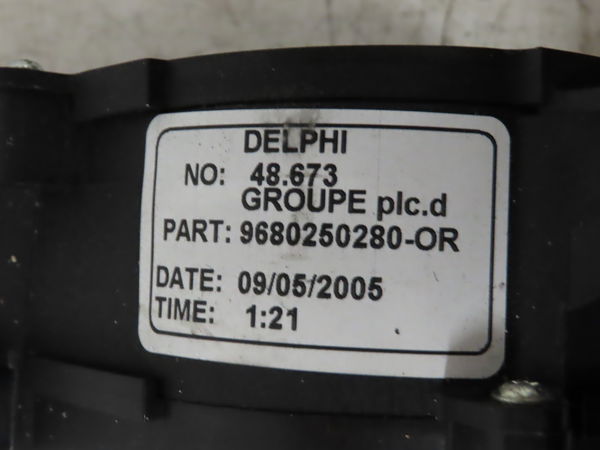 DELPHI
NO: 48.673
GROUPE plc.d
PART: 9680250280-OR
DATE: 09/05/2005
TIME: 1:21